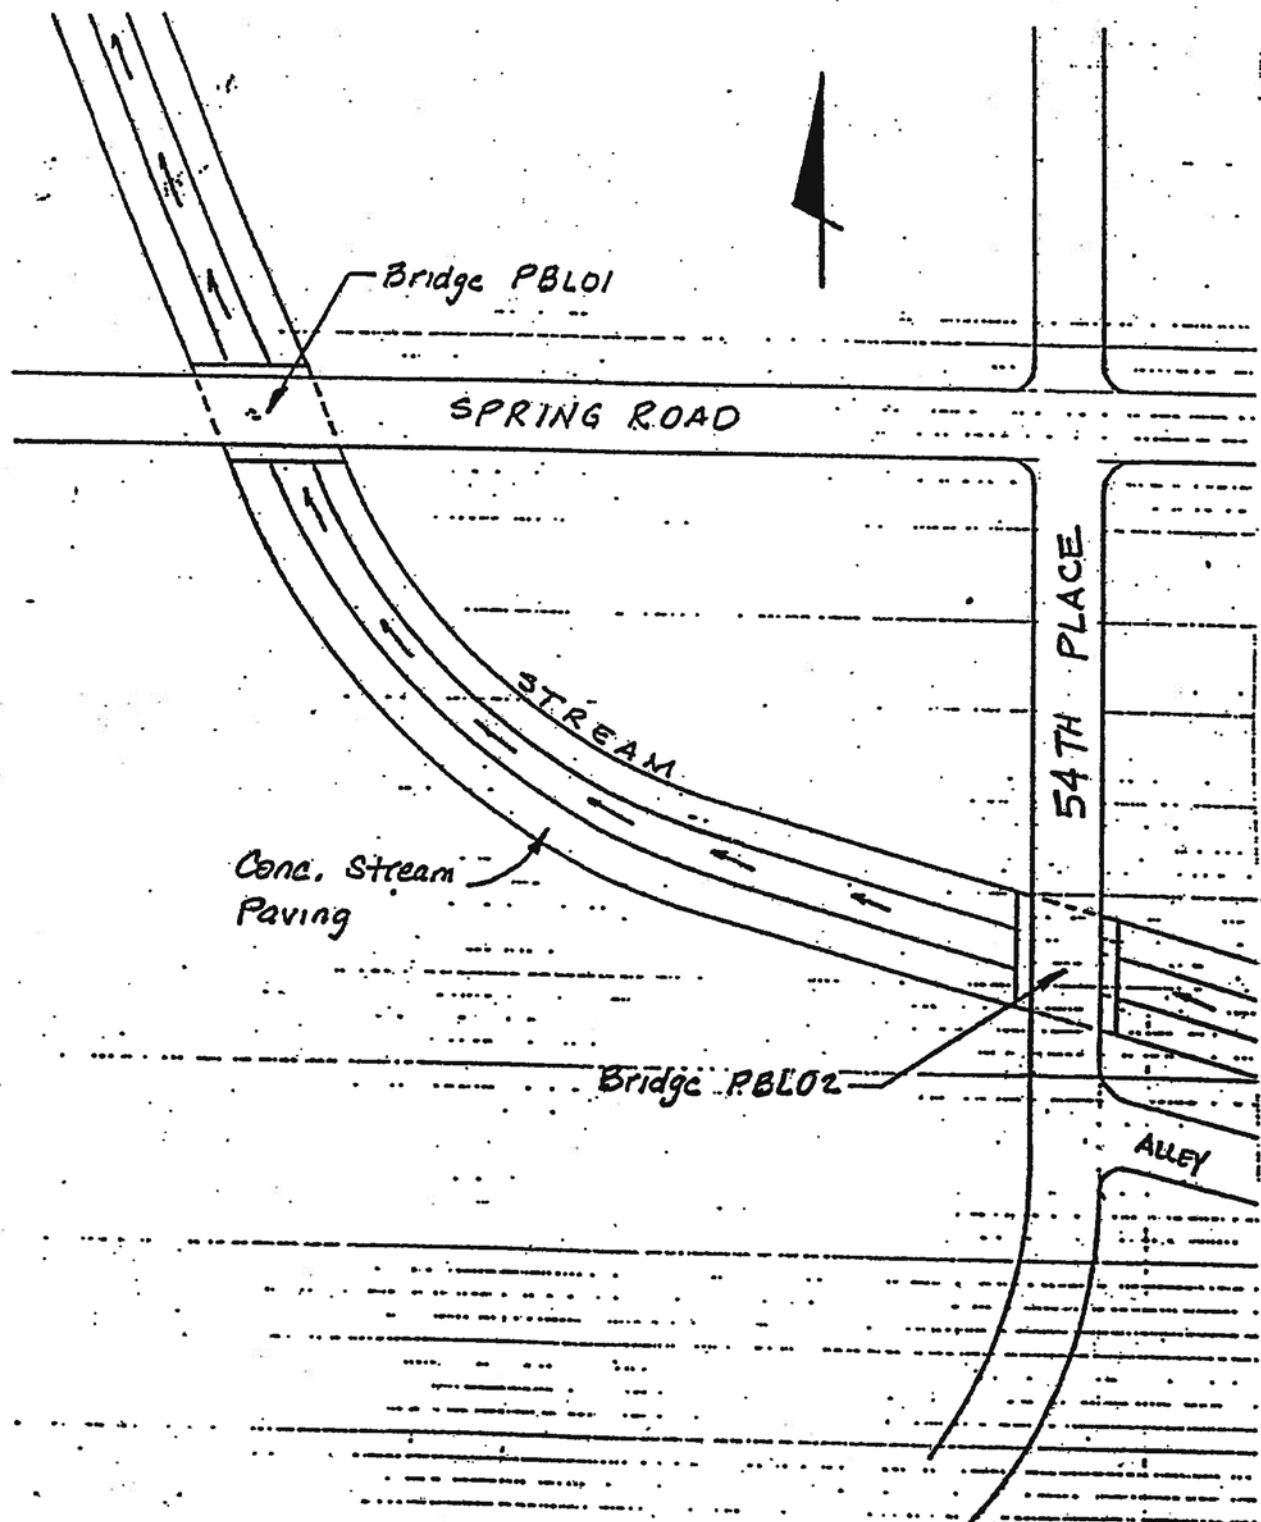 Bridge PBL01
SPRING ROAD
54TH PLACE
STREAM
Conc. Stream
Paving
Bridge PBL02
ALLEY